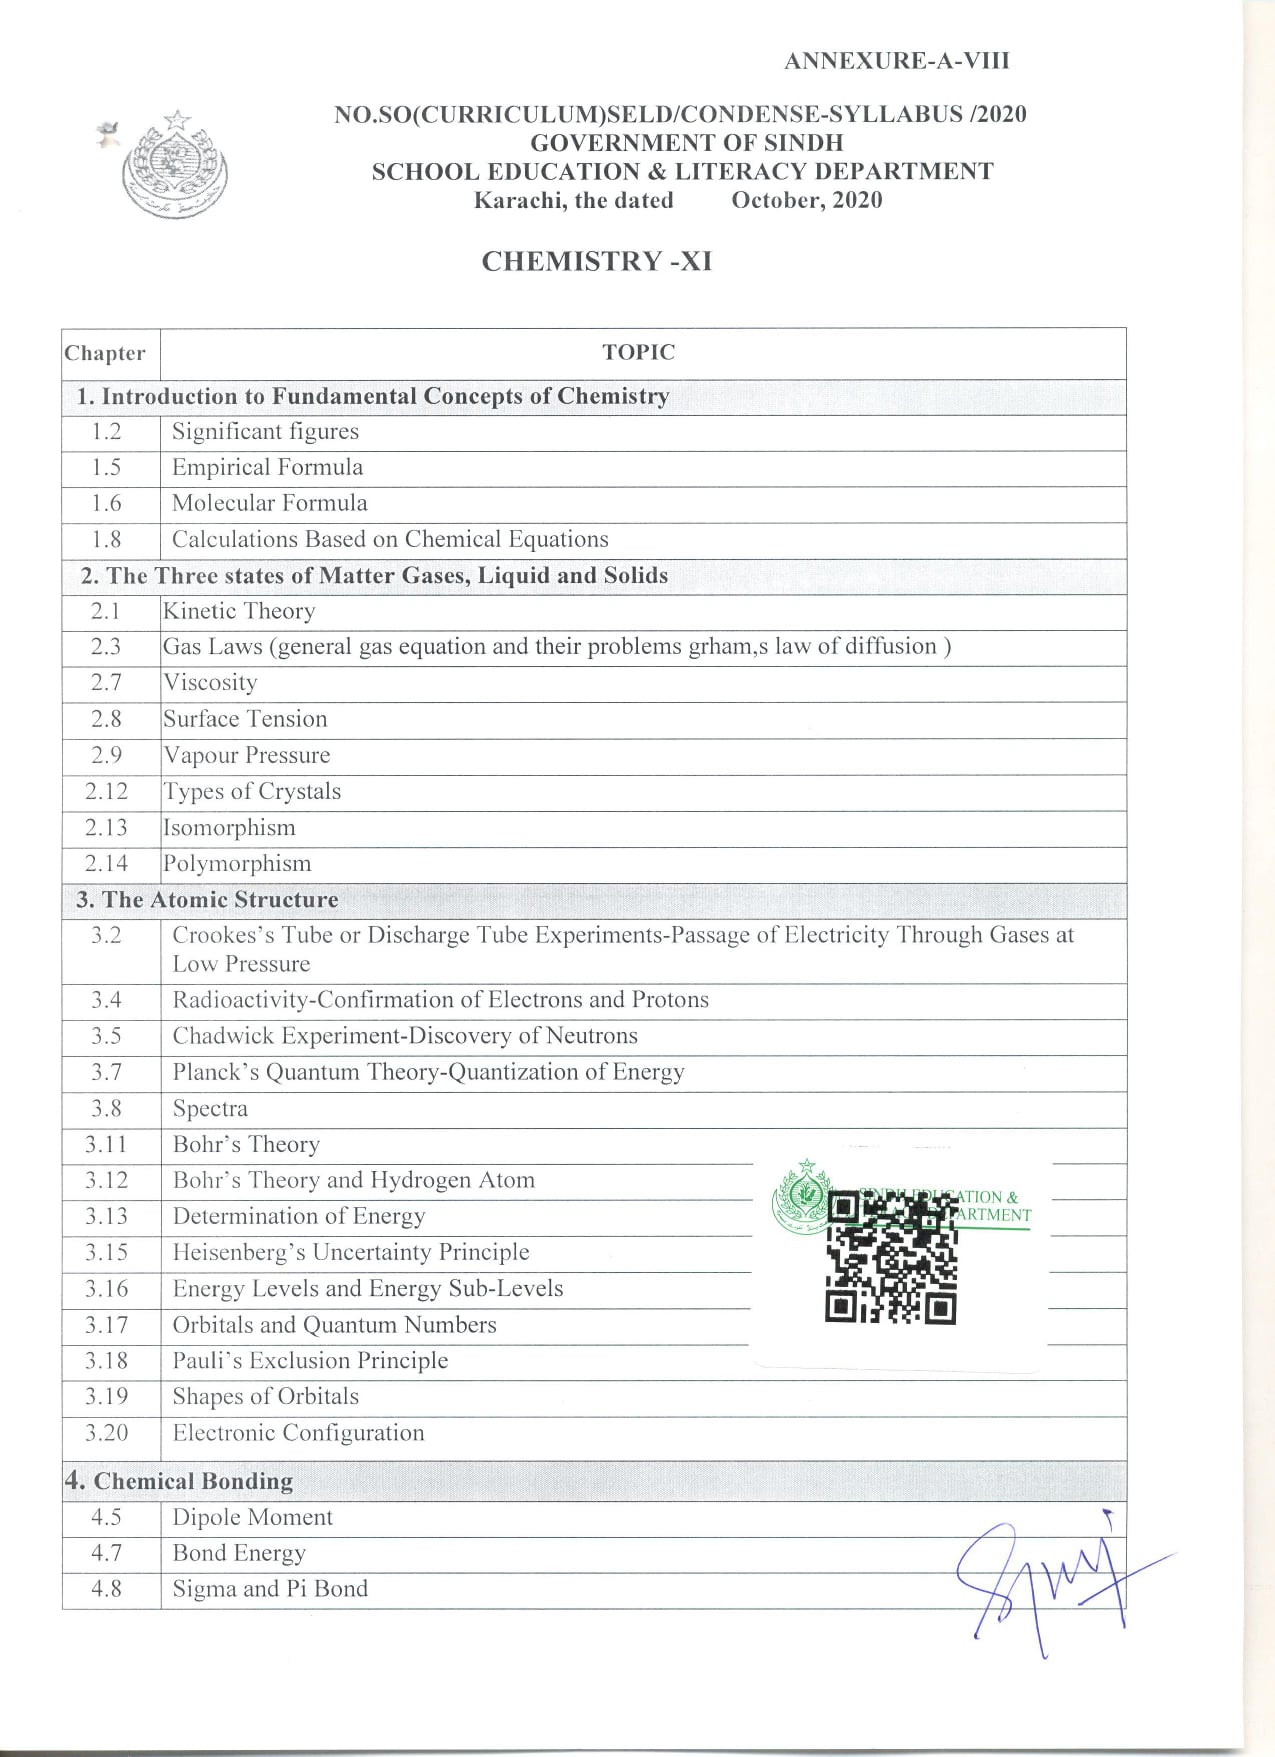 ANNEXURE-A-VIII
NO.SO(CURRICULUM)SELD/CONDENSE-SYLLABUS /2020
GOVERNMENT OF SINDH
SCHOOL EDUCATION & LITERACY DEPARTMENT
Karachi, the dated October, 2020
CHEMISTRY -XI
Chapter TOPIC
1. Introduction to Fundamental Concepts of Chemistry
1.2 Significant figures
1.5 Empirical Formula
1.6 Molecular Formula
1.8 Calculations Based on Chemical Equations
2. The Three states of Matter Gases, Liquid and Solids
2.1 Kinetic Theory
2.3 Gas Laws (general gas equation and their problems grham,s law of diffusion )
2.7 Viscosity
2.8 Surface Tension
2.9 Vapour Pressure
2.12 Types of Crystals
2.13 Isomorphism
2.14 Polymorphism
3. The Atomic Structure
3.2 Crookes’s Tube or Discharge Tube Experiments-Passage of Electricity Through Gases at
Low Pressure
3.4 Radioactivity-Confirmation of Electrons and Protons
3.5 Chadwick Experiment-Discovery of Neutrons
3.7 Planck’s Quantum Theory-Quantization of Energy
3.8 Spectra
3.11 Bohr’s Theory
3.12 Bohr’s Theory and Hydrogen Atom
SINDH EDUCATION &
3.13 Determination of Energy
3.15 Heisenberg’s Uncertainty Principle
3.16 Energy Levels and Energy Sub-Levels
3.17 Orbitals and Quantum Numbers
3.18 Pauli’s Exclusion Principle
3.19 Shapes of Orbitals
3.20 Electronic Configuration
4. Chemical Bonding
4.5 Dipole Moment
4.7 Bond Energy
4.8 Sigma and Pi Bond